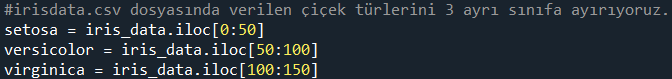 #irisdata.csv dosyasında verilen çiçek türlerini 3 ayrı sınıfa ayırıyoruz.
setosa = iris_data.iloc[0:50]
versicolor = iris_data.iloc[50:100]
virginica = iris_data.iloc[100:150]